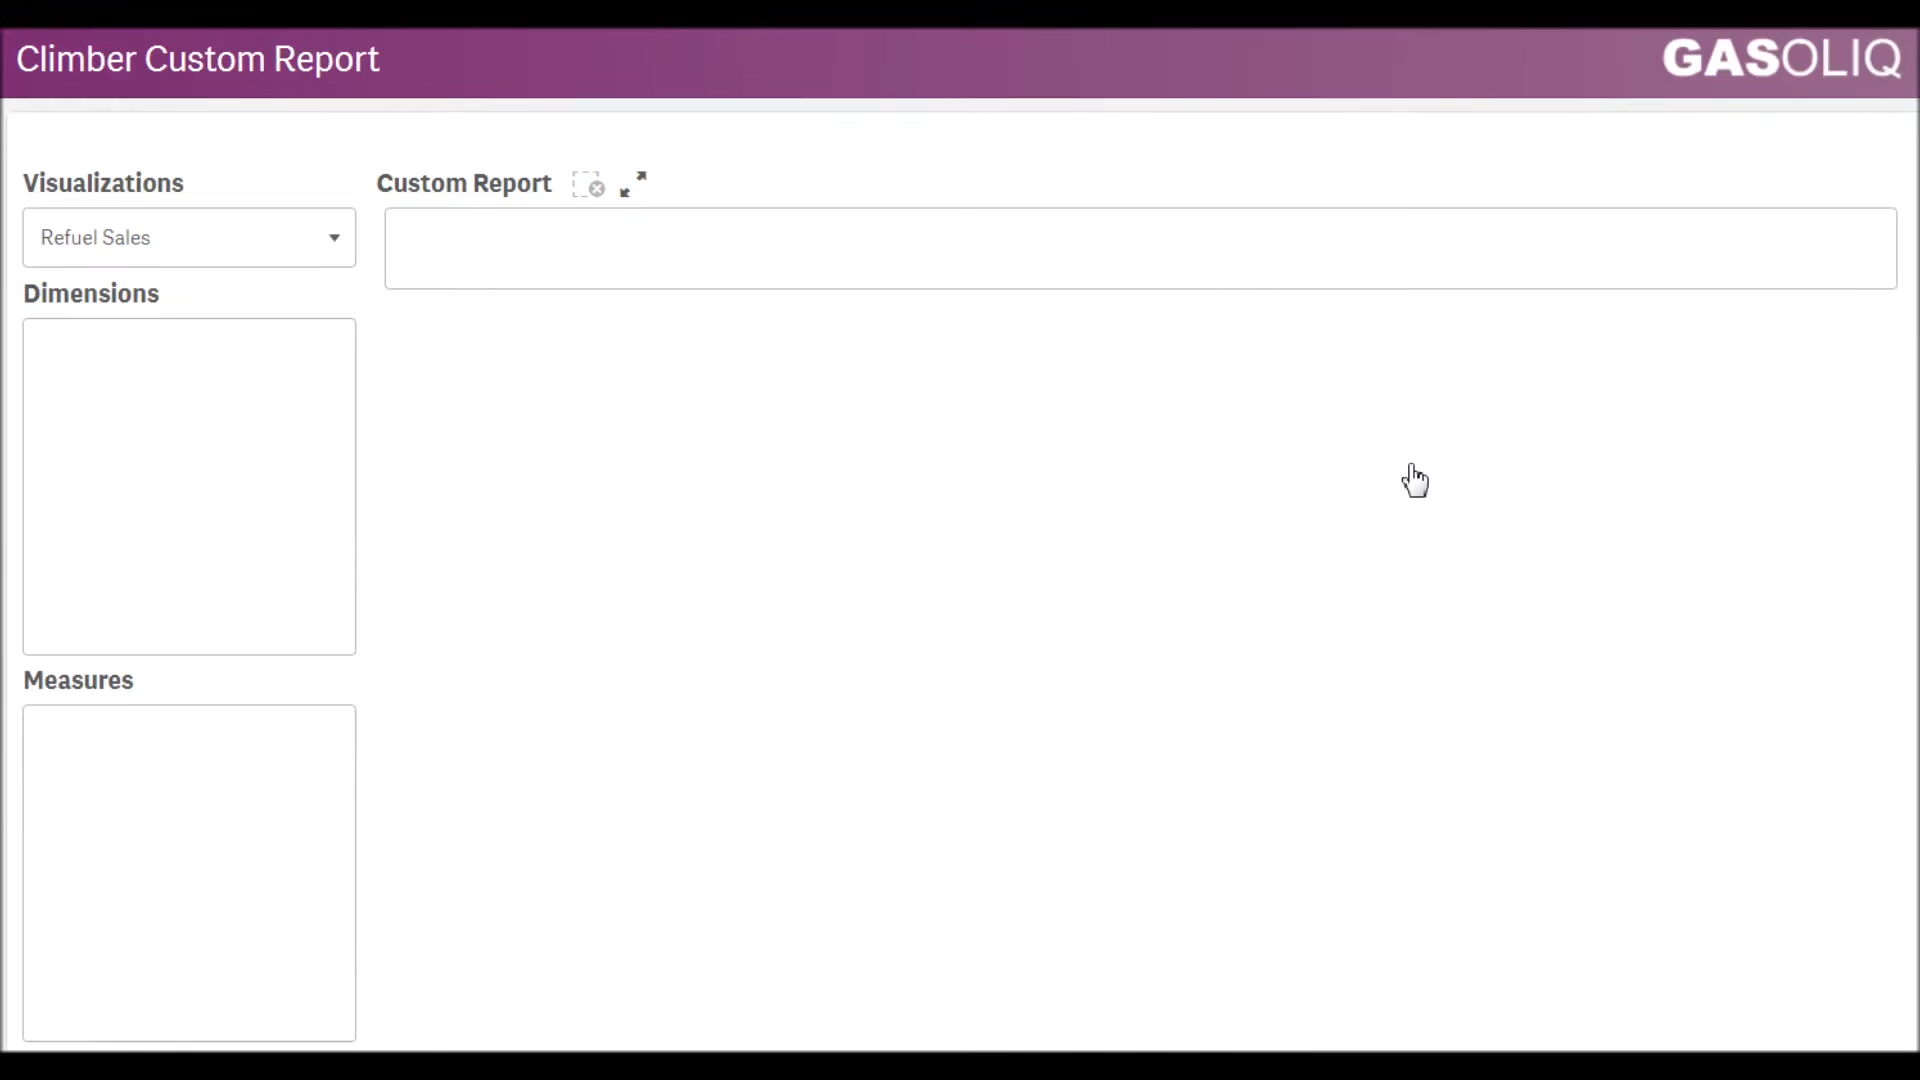 Climber Custom Report
GASOLIQ
Visualizations
Custom Report
Refuel Sales
Dimensions
Measures